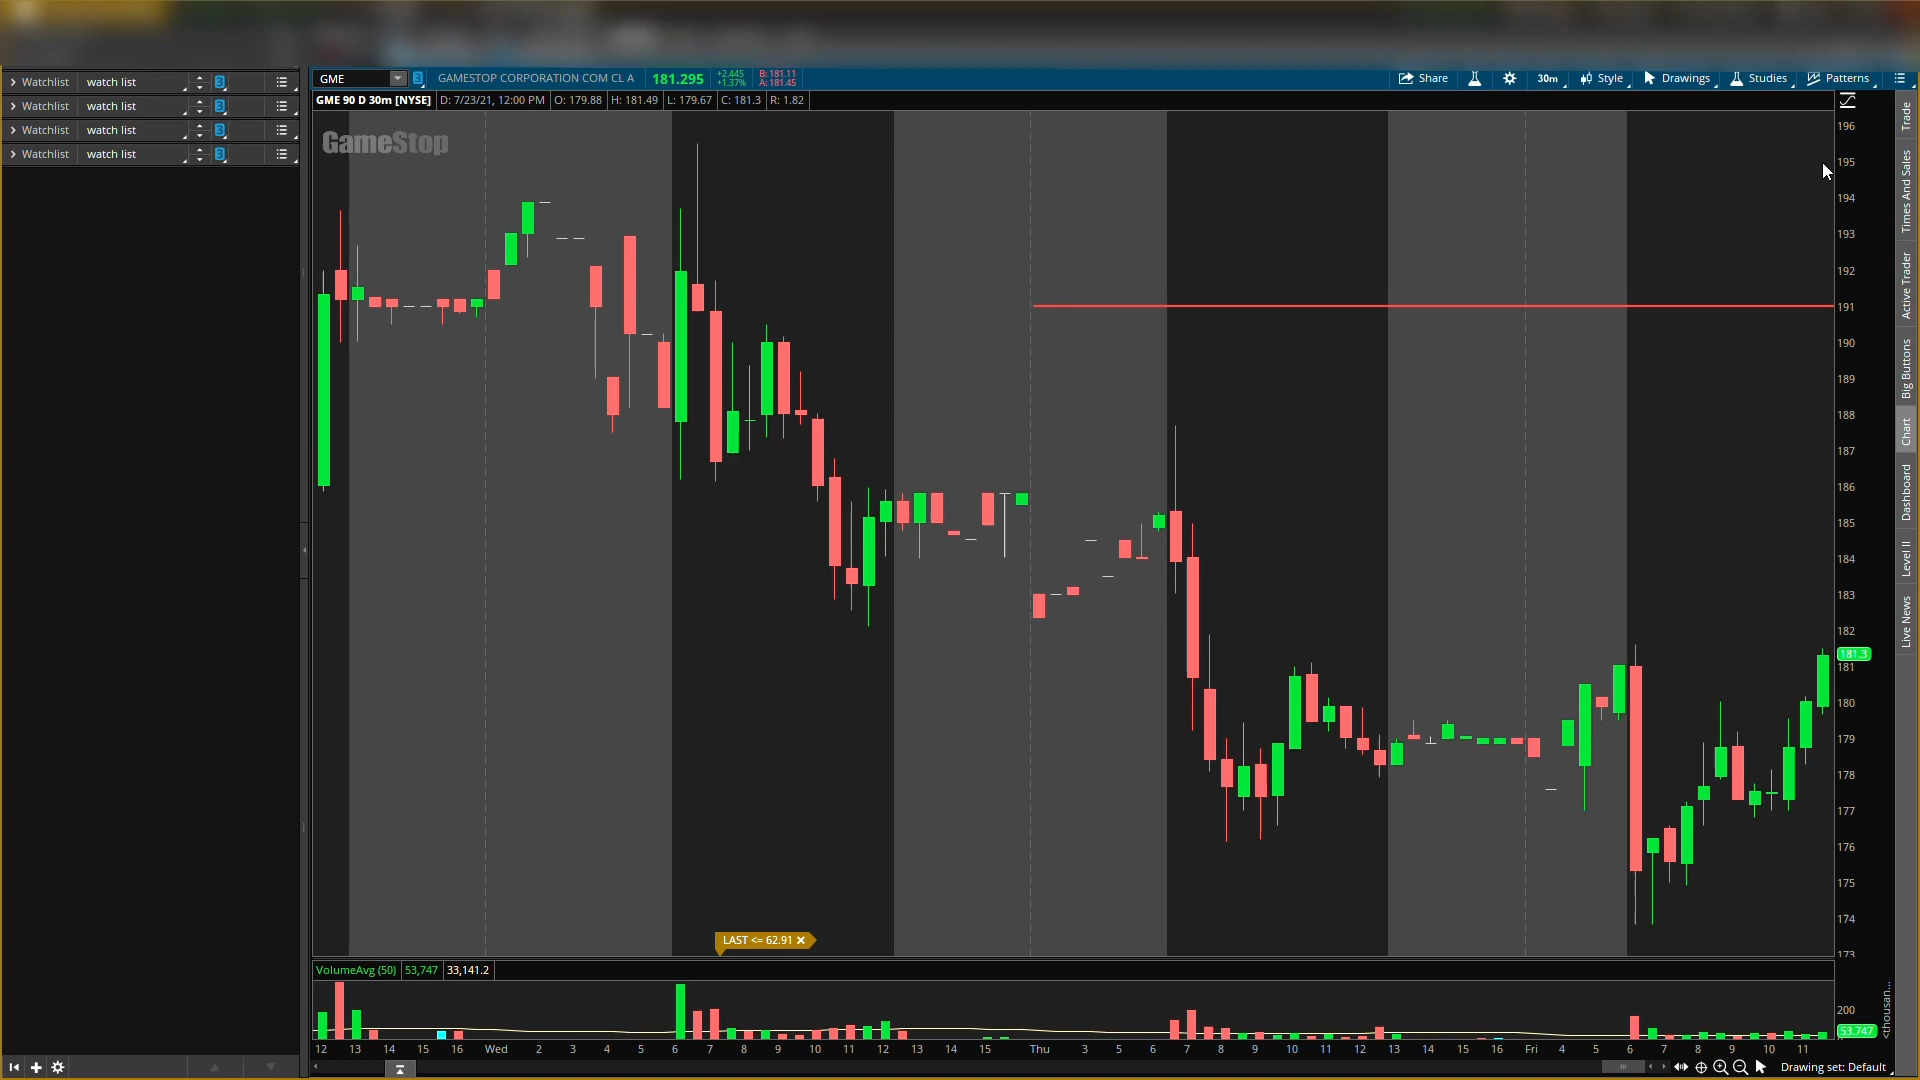 Watchlist watch list 3
Watchlist watch list 3
Watchlist watch list 3
Watchlist watch list 3
GME 3 GAMESTOP CORPORATION COM CL A 181.295 +2.445 +1.37% B: 181.11 A: 181.45 Share 30m Style Drawings Studies Patterns
GME 90 D 30m [NYSE] D: 7/23/21, 12:00 PM O: 179.88 H: 181.49 L: 179.67 C: 181.3 R: 1.82
GameStop
196
195
194
193
192
191
190
189
188
187
186
185
184
183
182
181.3
181
180
179
178
177
176
175
174
173
LAST <= 62.91 ×
VolumeAvg (50) 53,747 33,141.2
200
53.747
<thousan...
12 13 14 15 16 Wed 2 3 4 5 6 7 8 9 10 11 12 13 14 15 Thu 3 5 6 7 8 9 10 11 12 13 14 15 16 Fri 4 5 6 7 8 9 10 11
Drawing set: Default
Trade
Times And Sales
Active Trader
Big Buttons
Chart
Dashboard
Level II
Live News